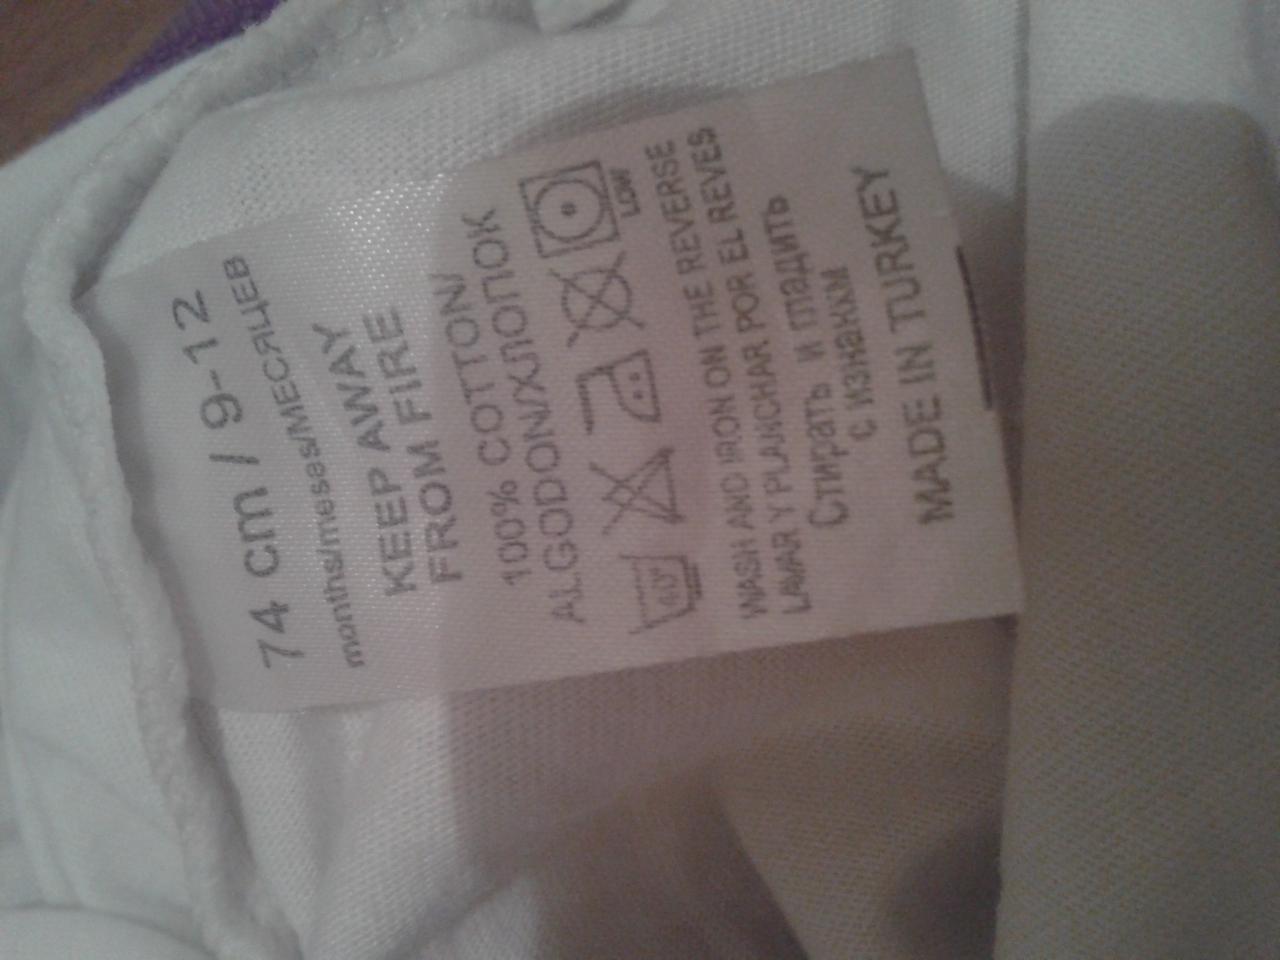 74 cm / 9-12
months/meses/МЕСЯЦЕВ
KEEP AWAY
FROM FIRE
100% COTTON/
ALGODON/ХЛОПОК
40°
LOW
WASH AND IRON ON THE REVERSE
LAVAR Y PLANCHAR POR EL REVES
Стирать и гладить
с изнанки
MADE IN TURKEY